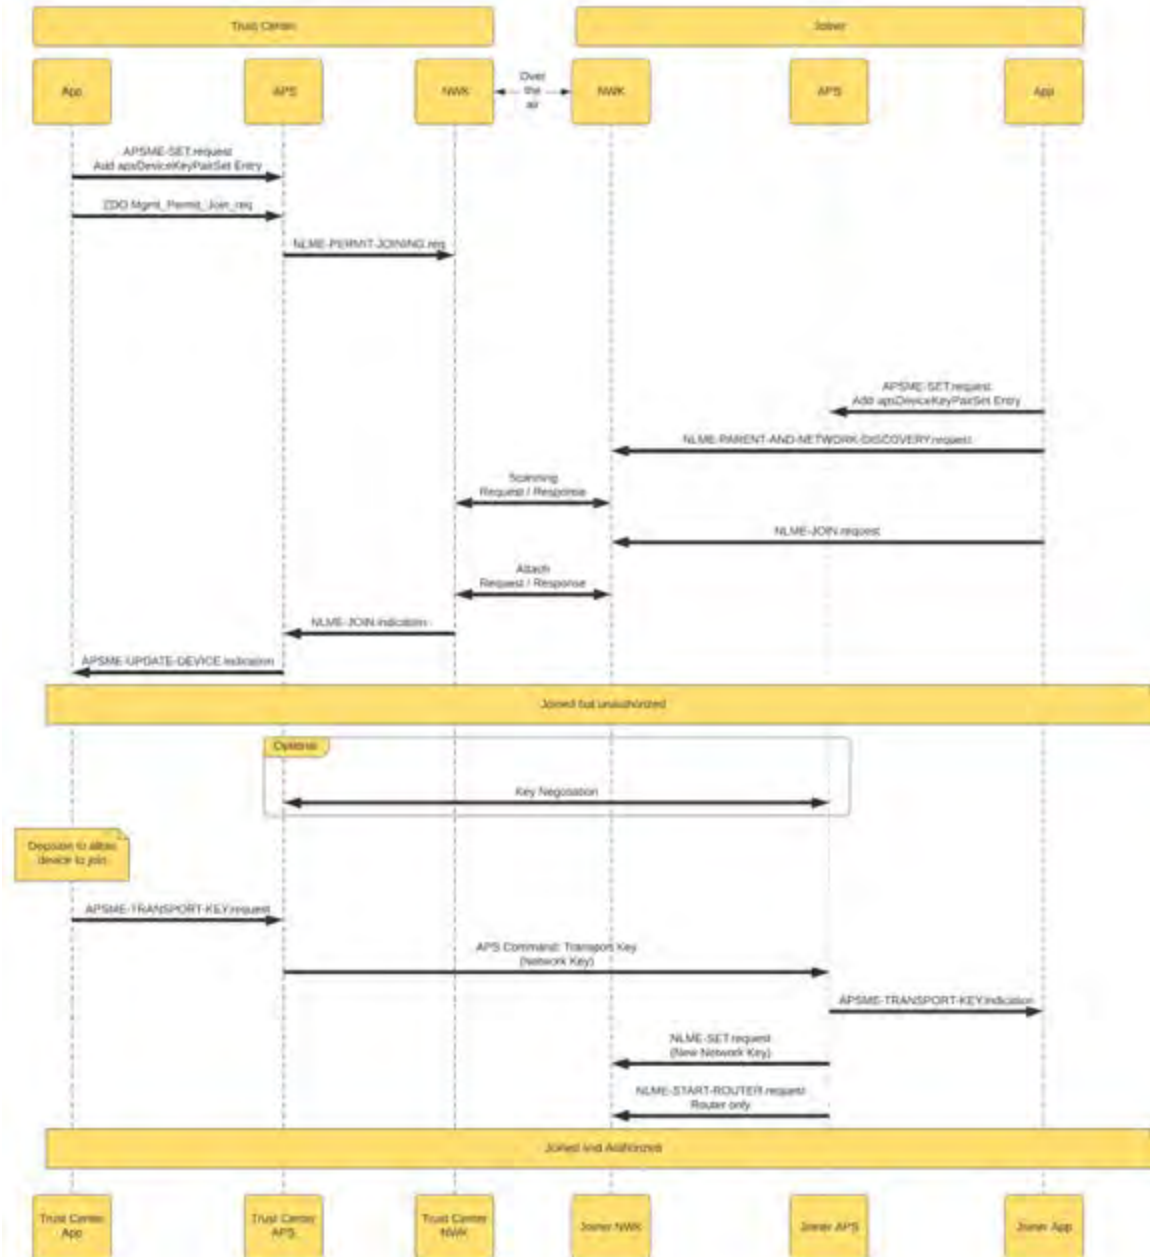 Trust Center
Joiner
App
APS
NWK
Over
the
air
NWK
APS
App
APSME-SET.request
Add apsDeviceKeyPairSet Entry
ZDO Mgmt_Permit_Join_req
NLME-PERMIT-JOINING.req
APSME-SET.request
Add apsDeviceKeyPairSet Entry
NLME-PARENT-AND-NETWORK-DISCOVERY.request
Scanning
Request / Response
NLME-JOIN.request
Attach
Request / Response
NLME-JOIN.indication
APSME-UPDATE-DEVICE.indication
Joined but unauthorized
Optional
Key Negotiation
Decision to allow
device to join
APSME-TRANSPORT-KEY.request
APS Command: Transport Key
(Network Key)
APSME-TRANSPORT-KEY.indication
NLME-SET.request
(New Network Key)
NLME-START-ROUTER.request
Router only
Joined and Authorized
Trust Center
App
Trust Center
APS
Trust Center
NWK
Joiner NWK
Joiner APS
Joiner App